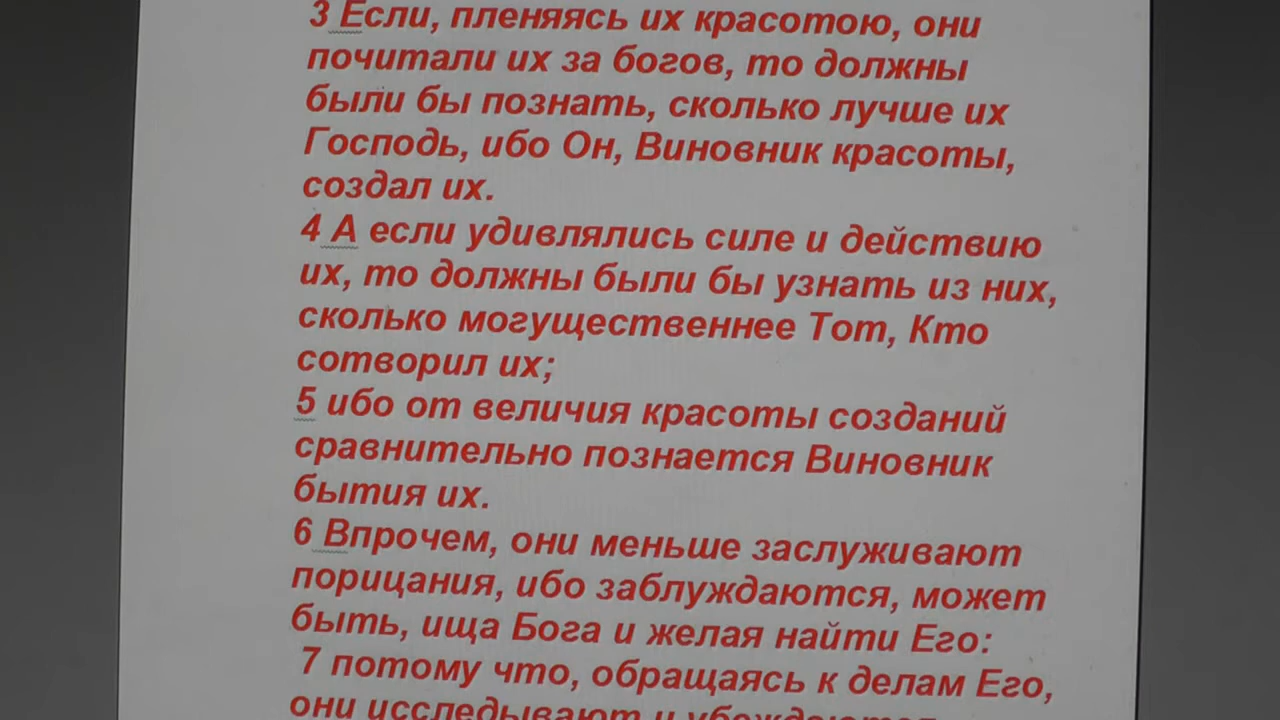 3 Если, пленяясь их красотою, они
почитали их за богов, то должны
были бы познать, сколько лучше их
Господь, ибо Он, Виновник красоты,
создал их.
4 А если удивлялись силе и действию
их, то должны были бы узнать из них,
сколько могущественнее Тот, Кто
сотворил их;
5 ибо от величия красоты созданий
сравнительно познается Виновник
бытия их.
6 Впрочем, они меньше заслуживают
порицания, ибо заблуждаются, может
быть, ища Бога и желая найти Его:
7 потому что, обращаясь к делам Его,
они исследывают и убеждаются